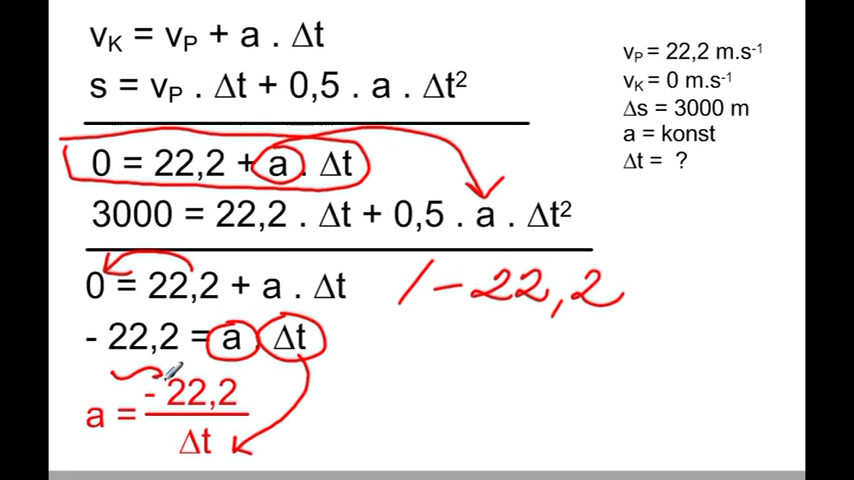 vK = vP + a . Δt
s = vP . Δt + 0,5 . a . Δt²
0 = 22,2 + a . Δt
3000 = 22,2 . Δt + 0,5 . a . Δt²
0 = 22,2 + a . Δt /- 22,2
- 22,2 = a . Δt
a = - 22,2 / Δt
vP = 22,2 m.s⁻¹
vK = 0 m.s⁻¹
Δs = 3000 m
a = konst
Δt = ?